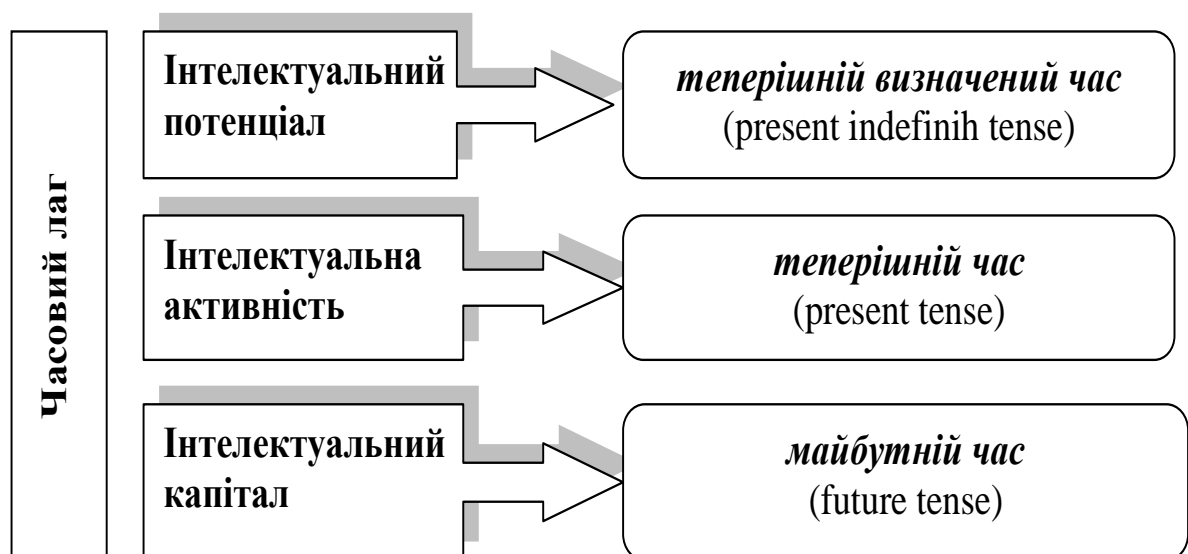 Часовий лаг
Інтелектуальний
потенціал
теперішній визначений час
(present indefinih tense)
Інтелектуальна
активність
теперішній час
(present tense)
Інтелектуальний
капітал
майбутній час
(future tense)